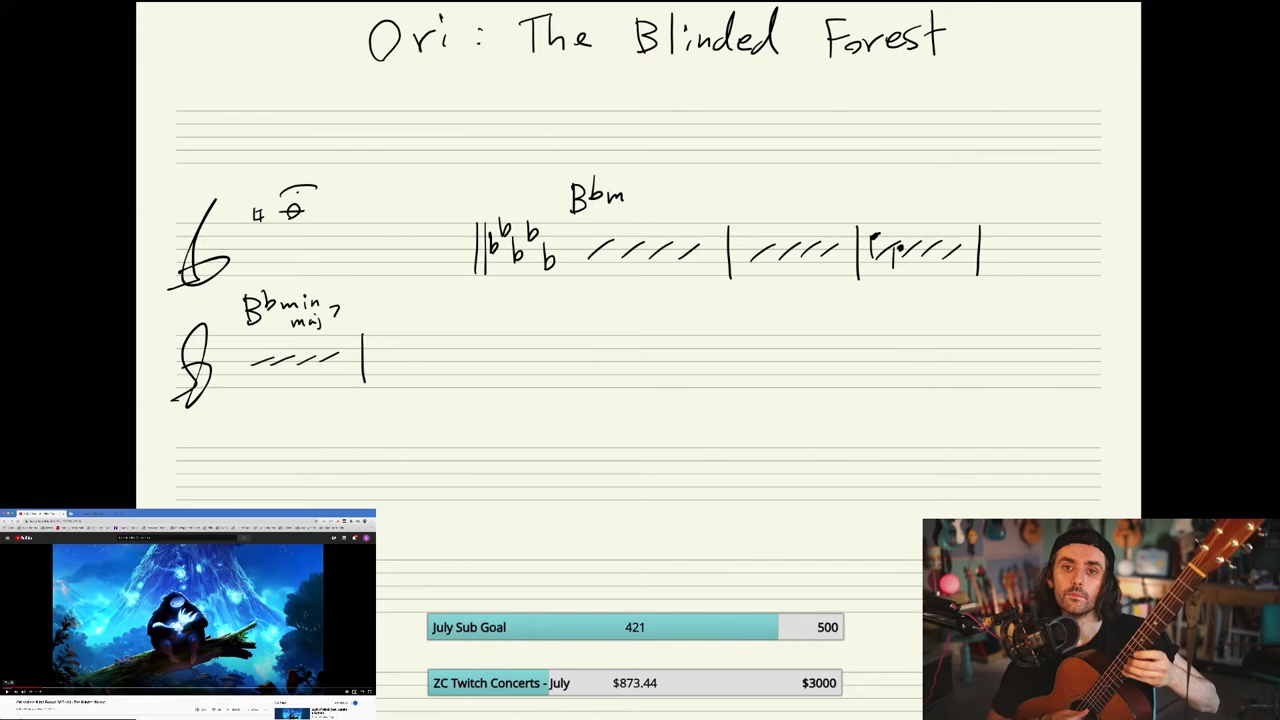 Ori: The Blinded Forest
Bbm
Bbmin
maj7
July Sub Goal 421 500
ZC Twitch Concerts - July $873.44 $3000